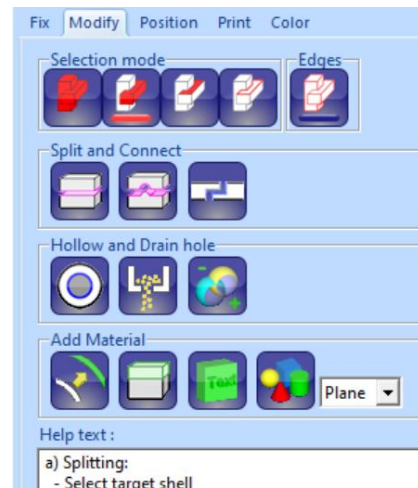 Fix Modify Position Print Color
Selection mode Edges
Split and Connect
Hollow and Drain hole
Add Material
Text
Plane
Help text :
a) Splitting:
- Select target shell